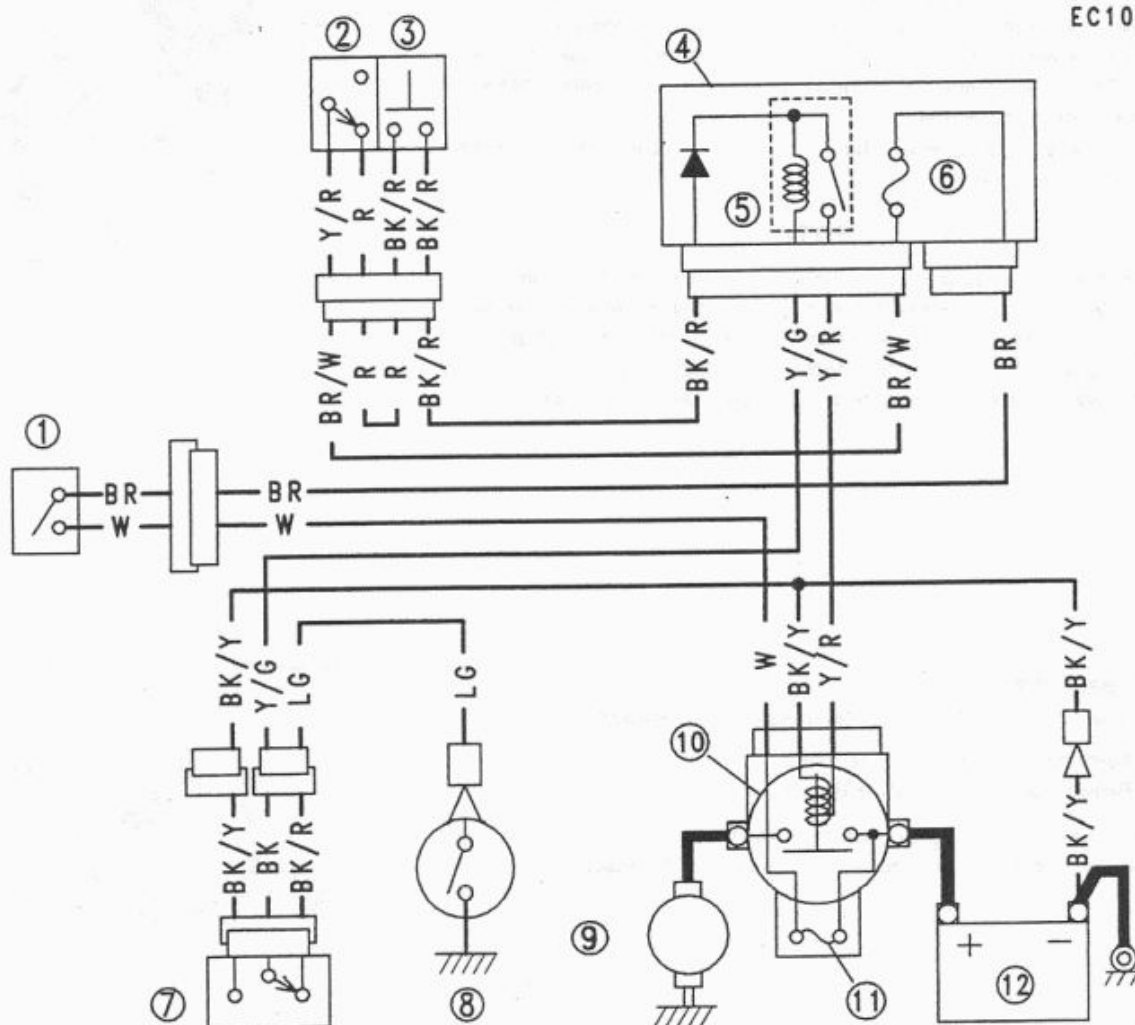 EC10
② ③
④
Y/R R BK/R BK/R
⑤ ⑥
BR/W R R BK/R
BK/R Y/G Y/R BR/W BR
①
BR BR
W W
BK/Y Y/G LG
LG
W BK/Y Y/R
BK/Y
⑩
BK/Y BK BK/R
BK/Y
⑨
+ −
⑦ ⑧ ⑪ ⑫